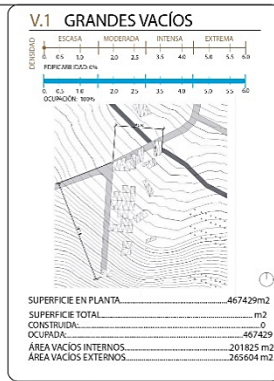 V.1 GRANDES VACÍOS
DENSIDAD
ESCASA MODERADA INTENSA EXTREMA
0. 0.5 1.0 2.0 2.5 3.5 4.0 5.0 5.5 6.0
EDIFICABILIDAD: 0%
0. 0.5 1.0 2.0 2.5 3.5 4.0 5.0 5.5 6.0
OCUPACIÓN: 100%
SUPERFICIE EN PLANTA....................467429m2
SUPERFICIE TOTAL....................m2
CONSTRUIDA:....................0
OCUPADA:....................467429
ÁREA VACÍOS INTERNOS....................201825 m2
ÁREA VACÍOS EXTERNOS....................265604 m2